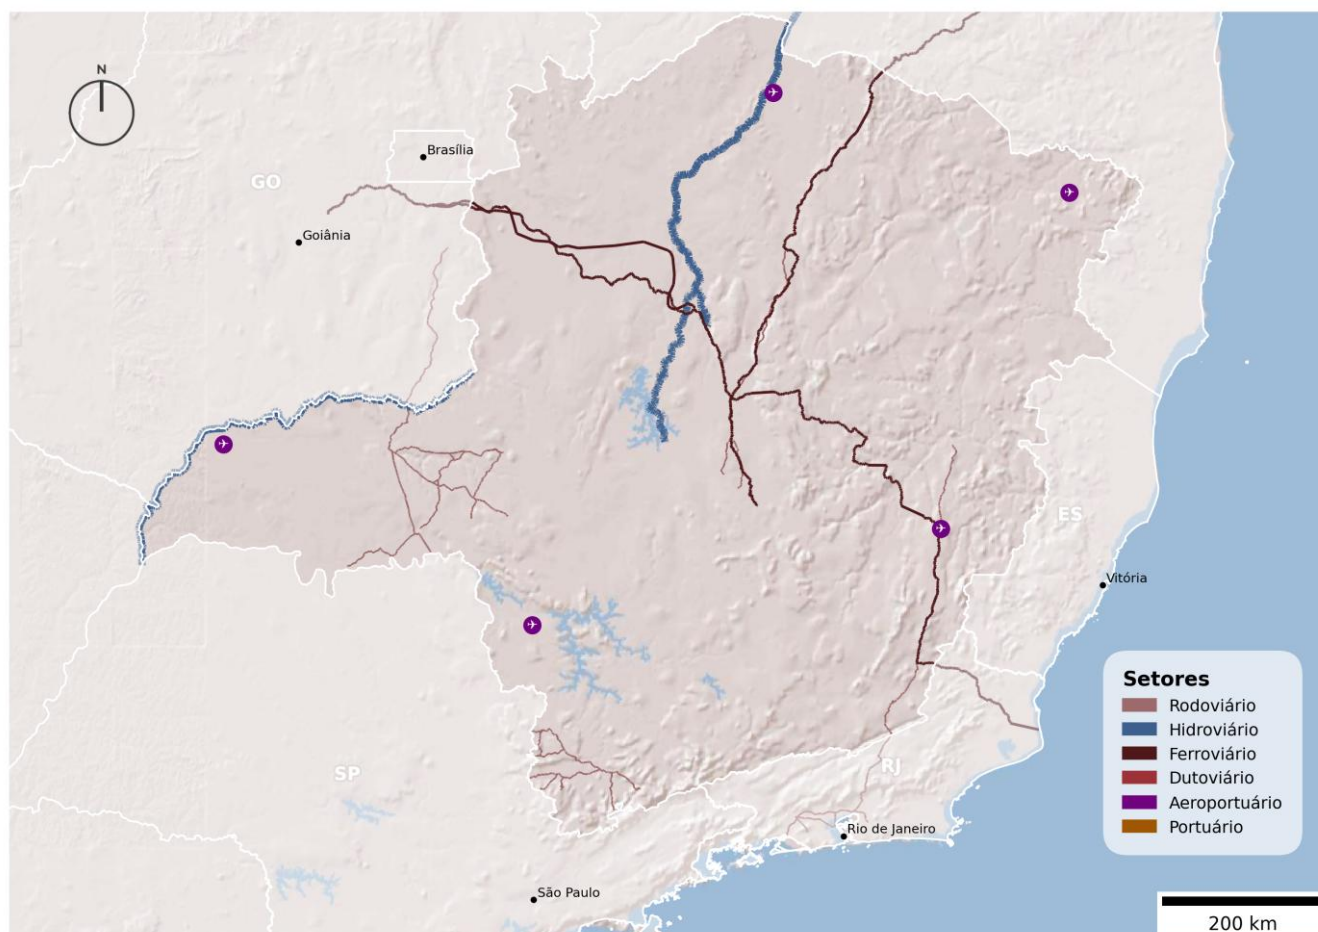 N
Brasília
GO
Goiânia
ES
Vitória
SP
RJ
Rio de Janeiro
São Paulo
Setores
Rodoviário
Hidroviário
Ferroviário
Dutoviário
Aeroportuário
Portuário
200 km